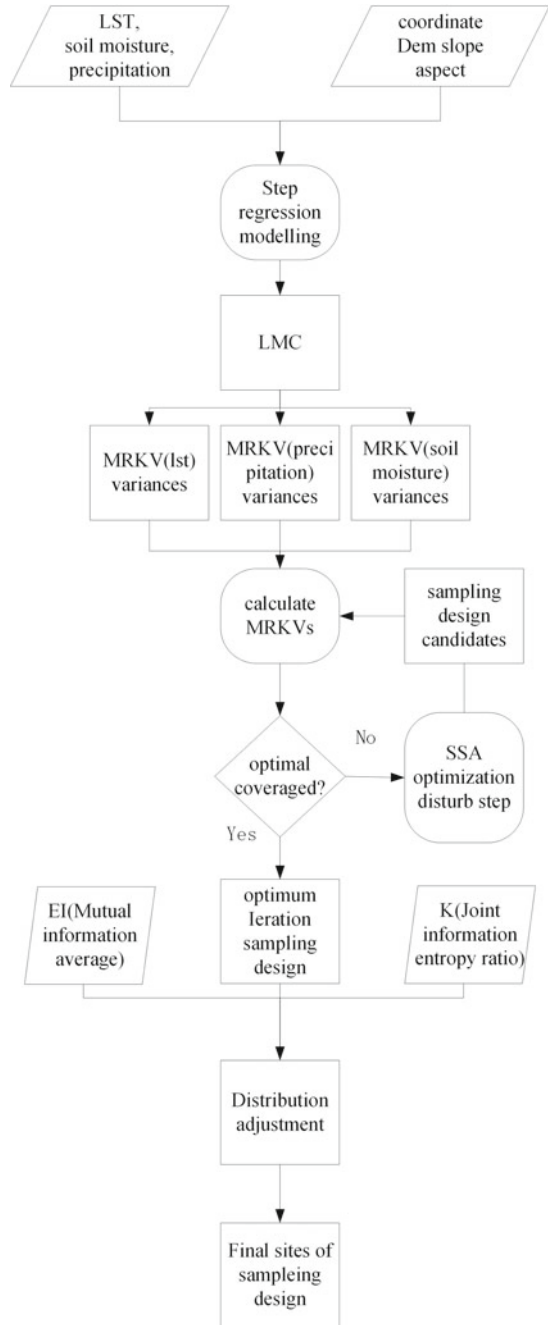 LST,
soil moisture,
precipitation
coordinate
Dem slope
aspect
Step
regression
modelling
LMC
MRKV(lst)
variances
MRKV(preci
pitation)
variances
MRKV(soil
moisture)
variances
calculate
MRKVs
sampling
design
candidates
optimal
coveraged?
No
SSA
optimization
disturb step
Yes
EI(Mutual
information
average)
optimum
Ieration
sampling
design
K(Joint
information
entropy ratio)
Distribution
adjustment
Final sites of
sampleing
design